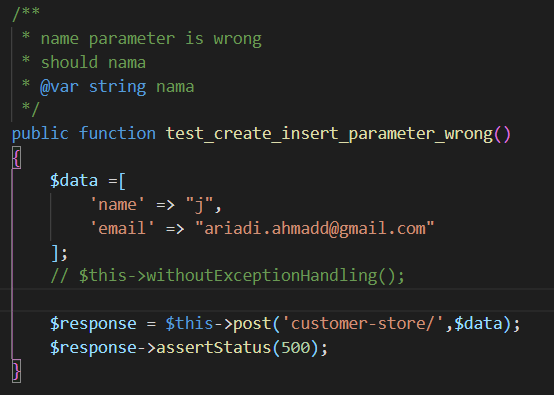 /**
 * name parameter is wrong
 * should nama
 * @var string nama
 */
public function test_create_insert_parameter_wrong()
{
    $data =[
        'name' => "j",
        'email' => "ariadi.ahmadd@gmail.com"
    ];
    // $this->withoutExceptionHandling();

    $response = $this->post('customer-store/',$data);
    $response->assertStatus(500);
}